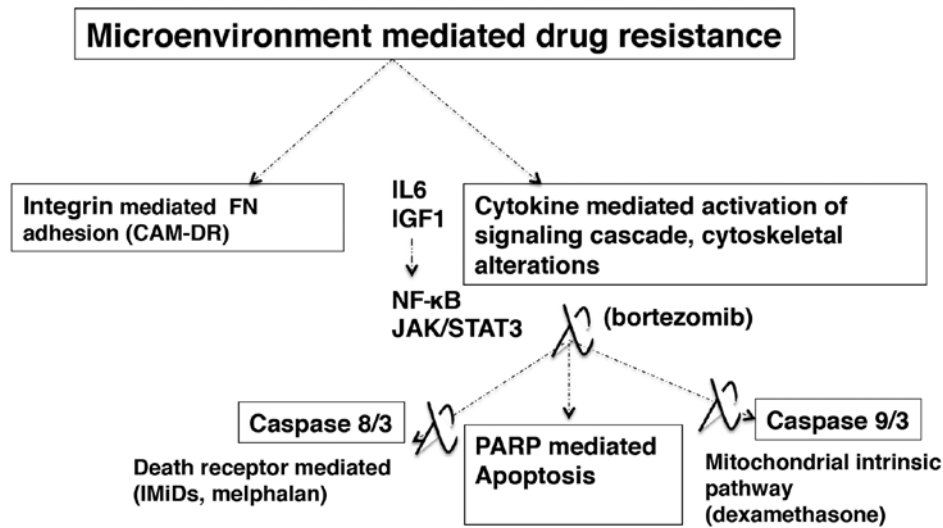 Microenvironment mediated drug resistance
Integrin mediated FN
adhesion (CAM-DR)
IL6
IGF1
NF-κB
JAK/STAT3
Cytokine mediated activation of
signaling cascade, cytoskeletal
alterations
(bortezomib)
Caspase 8/3
Death receptor mediated
(IMiDs, melphalan)
PARP mediated
Apoptosis
Caspase 9/3
Mitochondrial intrinsic
pathway
(dexamethasone)